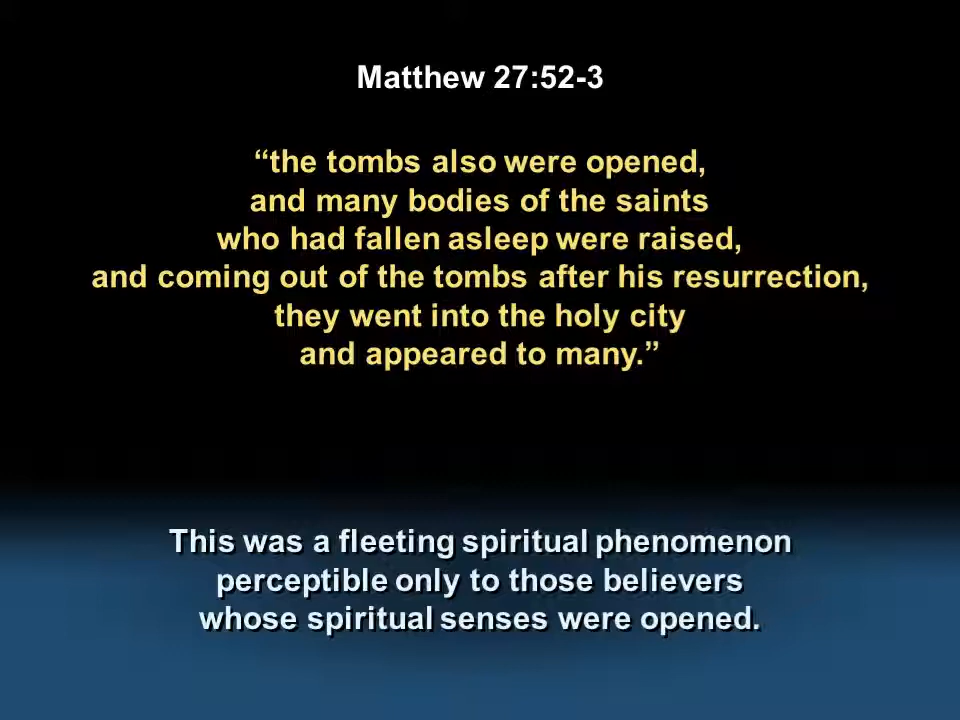 Matthew 27:52-3
“the tombs also were opened,
and many bodies of the saints
who had fallen asleep were raised,
and coming out of the tombs after his resurrection,
they went into the holy city
and appeared to many.”
This was a fleeting spiritual phenomenon
perceptible only to those believers
whose spiritual senses were opened.